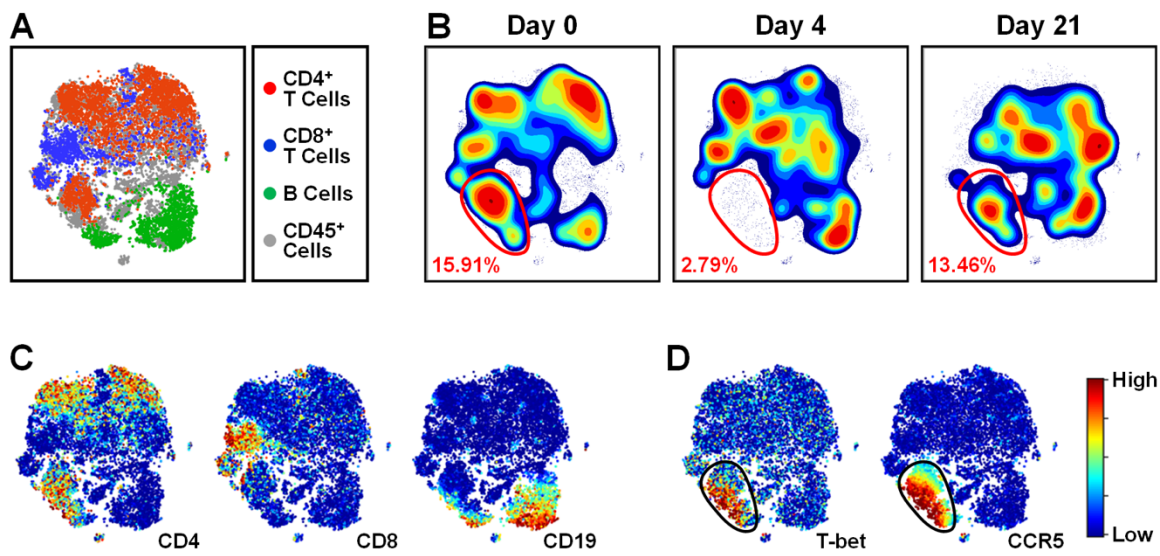 A
CD4⁺
T Cells
CD8⁺
T Cells
B Cells
CD45⁺
Cells
B
Day 0
Day 4
Day 21
15.91%
2.79%
13.46%
C
CD4
CD8
CD19
D
T-bet
CCR5
High
Low